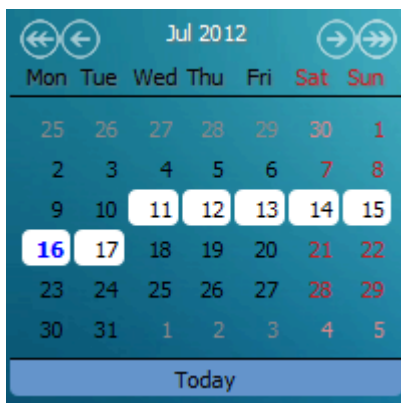 Jul 2012
Mon Tue Wed Thu Fri Sat Sun
25 26 27 28 29 30 1
2 3 4 5 6 7 8
9 10 11 12 13 14 15
16 17 18 19 20 21 22
23 24 25 26 27 28 29
30 31 1 2 3 4 5
Today